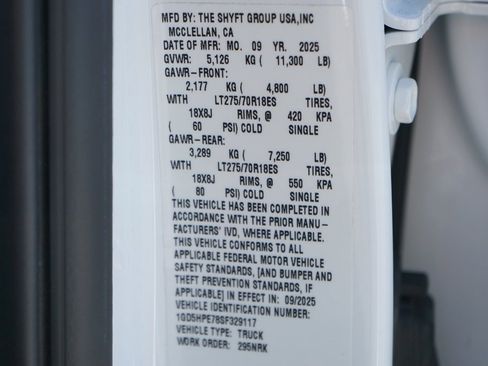 MFD BY: THE SHYFT GROUP USA,INC
MCCLELLAN, CA
DATE OF MFR: MO. 09 YR. 2025
GVWR: 5,126 KG ( 11,300 LB)
GAWR-FRONT:
2,177 KG ( 4,800 LB)
WITH LT275/70R18ES TIRES,
18X8J RIMS, @ 420 KPA
( 60 PSI) COLD SINGLE
GAWR-REAR:
3,289 KG ( 7,250 LB)
WITH LT275/70R18ES TIRES,
18X8J RIMS, @ 550 KPA
( 80 PSI) COLD SINGLE
THIS VEHICLE HAS BEEN COMPLETED IN
ACCORDANCE WITH THE PRIOR MANU-
FACTURERS' IVD, WHERE APPLICABLE.
THIS VEHICLE CONFORMS TO ALL
APPLICABLE FEDERAL MOTOR VEHICLE
SAFETY STANDARDS, [AND BUMPER AND
THEFT PREVENTION STANDARDS, IF
APPLICABLE] IN EFFECT IN: 09/2025
VEHICLE IDENTIFICATION NUMBER:
1GD5HPE78SF329117
VEHICLE TYPE: TRUCK
WORK ORDER: 295NRK